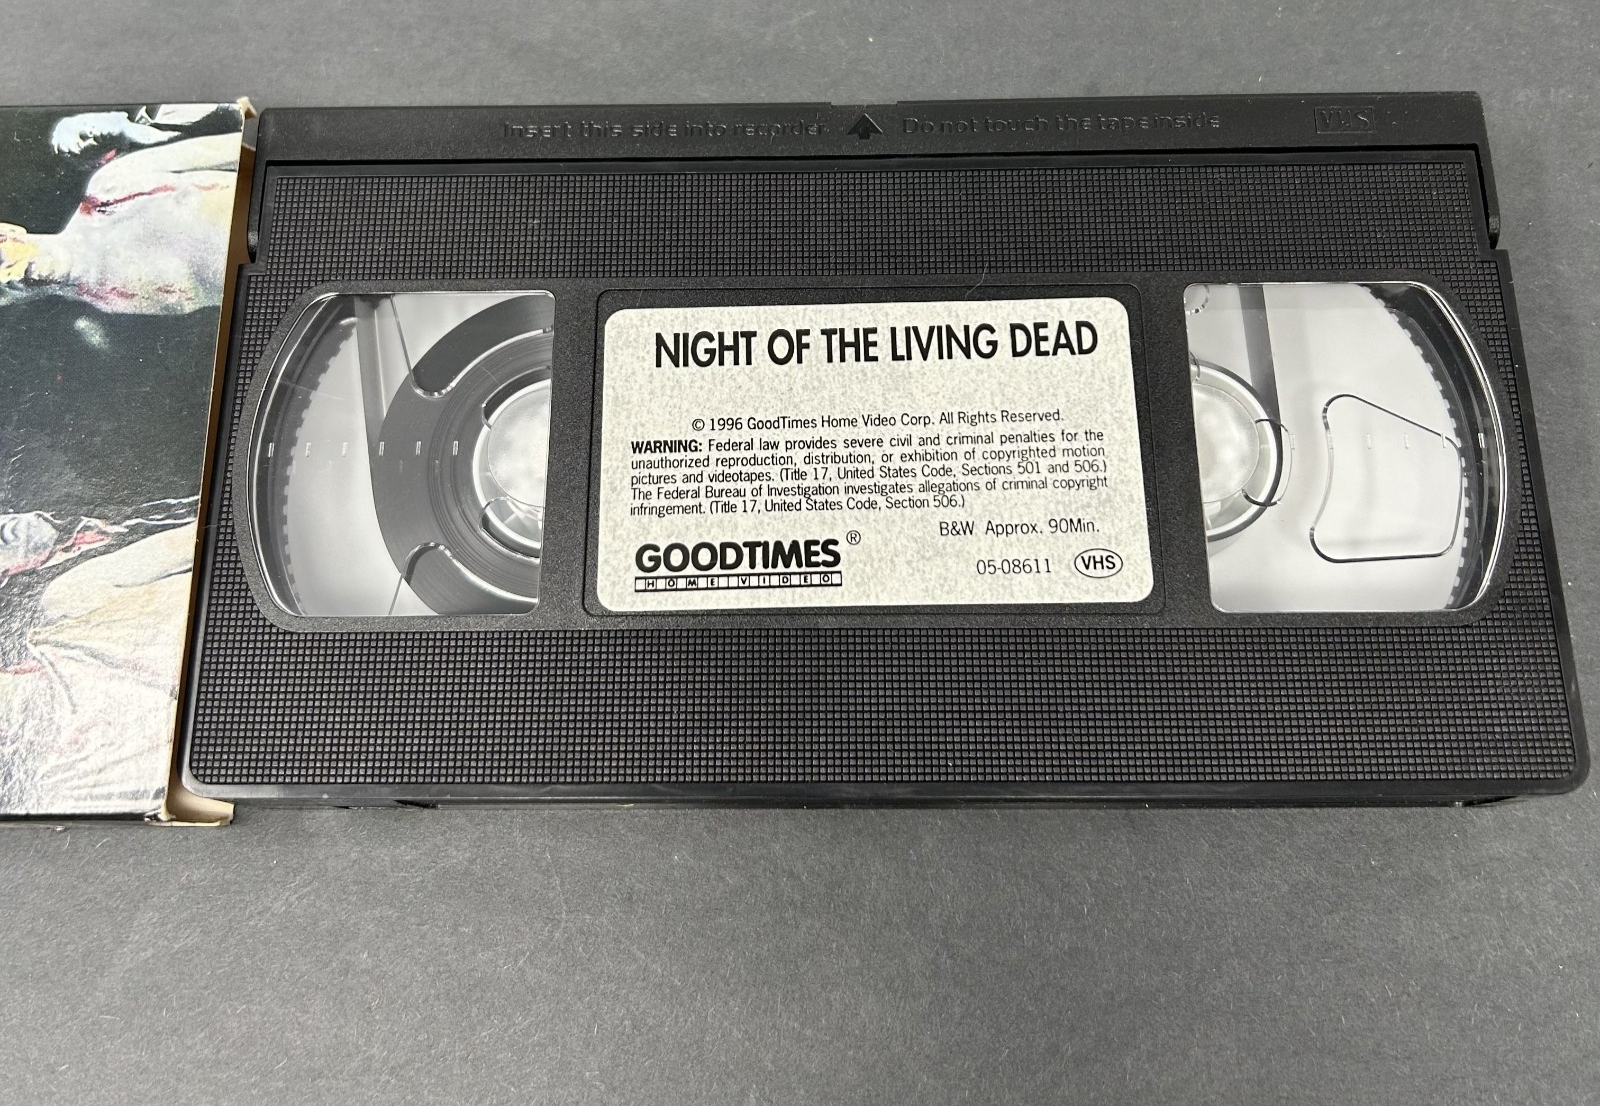 Insert this side into recorder Do not touch the tape inside VHS
NIGHT OF THE LIVING DEAD
© 1996 GoodTimes Home Video Corp. All Rights Reserved.
WARNING: Federal law provides severe civil and criminal penalties for the
unauthorized reproduction, distribution, or exhibition of copyrighted motion
pictures and videotapes. (Title 17, United States Code, Sections 501 and 506.)
The Federal Bureau of Investigation investigates allegations of criminal copyright
infringement. (Title 17, United States Code, Section 506.)
B&W Approx. 90Min.
GOODTIMES ®
HOME VIDEO
05-08611 VHS